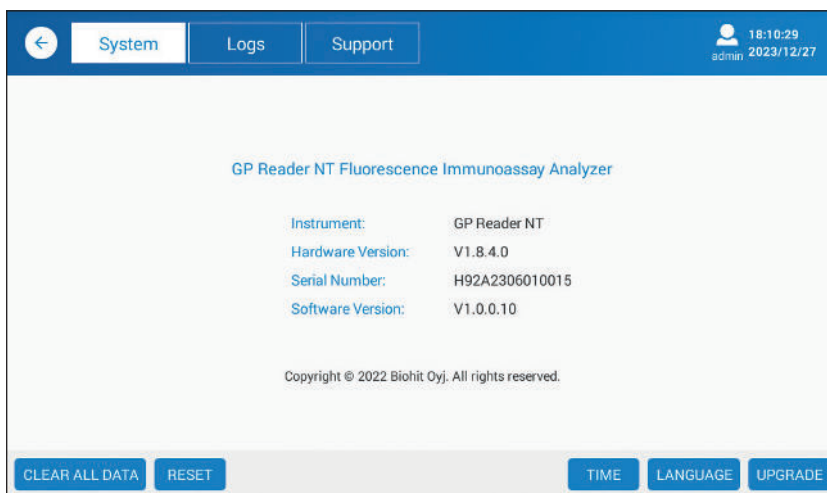 System Logs Support 18:10:29
admin 2023/12/27
GP Reader NT Fluorescence Immunoassay Analyzer
Instrument: GP Reader NT
Hardware Version: V1.8.4.0
Serial Number: H92A2306010015
Software Version: V1.0.0.10
Copyright © 2022 Biohit Oyj. All rights reserved.
CLEAR ALL DATA RESET TIME LANGUAGE UPGRADE